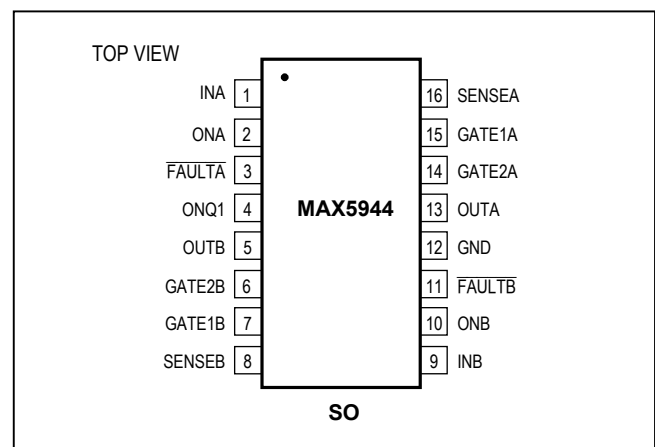 TOP VIEW
INA 1
ONA 2
FAULTA 3
ONQ1 4
OUTB 5
GATE2B 6
GATE1B 7
SENSEB 8
MAX5944
16 SENSEA
15 GATE1A
14 GATE2A
13 OUTA
12 GND
11 FAULTB
10 ONB
9 INB
SO